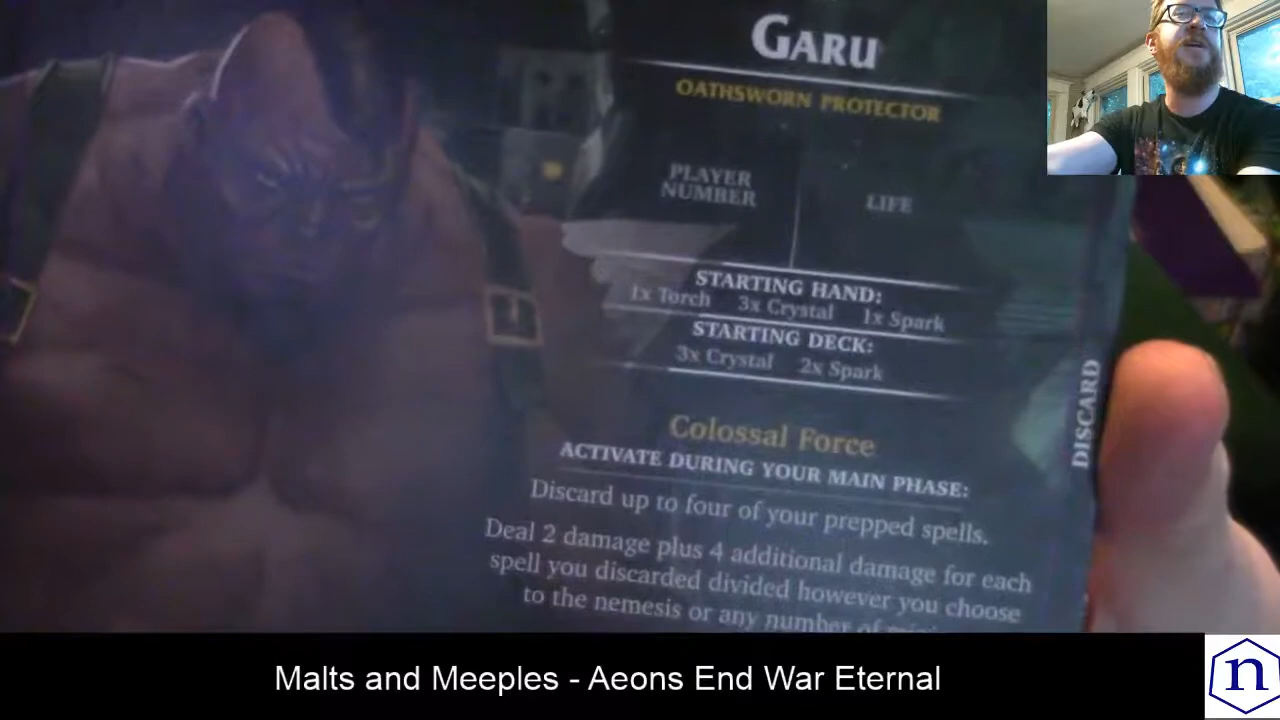 GARU
OATHSWORN PROTECTOR
PLAYER
NUMBER
LIFE
STARTING HAND:
1x Torch 3x Crystal 1x Spark
STARTING DECK:
3x Crystal 2x Spark
Colossal Force
ACTIVATE DURING YOUR MAIN PHASE:
Discard up to four of your prepped spells.
Deal 2 damage plus 4 additional damage for each
spell you discarded divided however you choose
to the nemesis or any number of
DISCARD
Malts and Meeples - Aeons End War Eternal
n